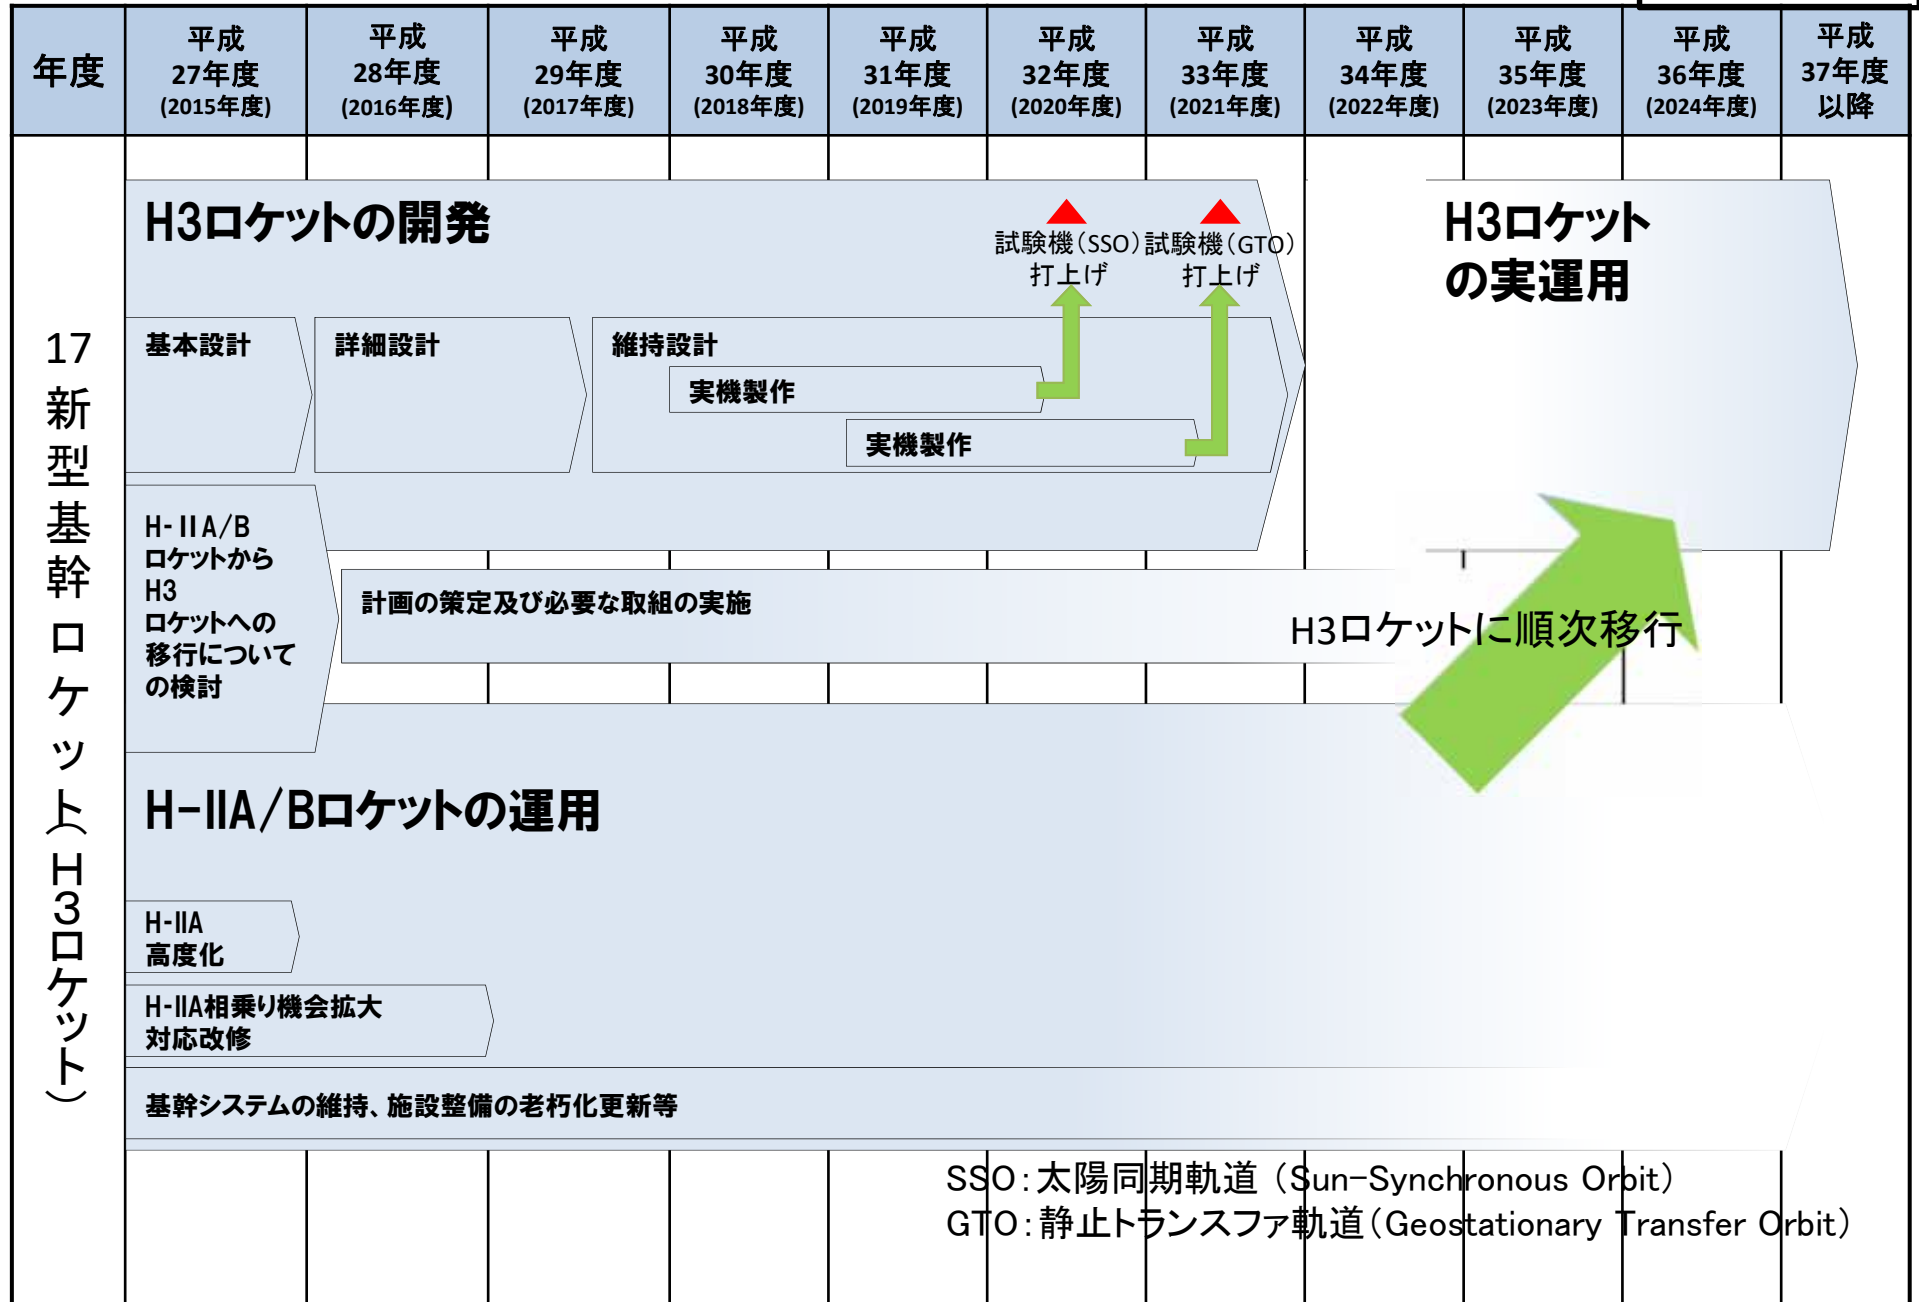 年度
平成
27年度
(2015年度)
平成
28年度
(2016年度)
平成
29年度
(2017年度)
平成
30年度
(2018年度)
平成
31年度
(2019年度)
平成
32年度
(2020年度)
平成
33年度
(2021年度)
平成
34年度
(2022年度)
平成
35年度
(2023年度)
平成
36年度
(2024年度)
平成
37年度
以降
17新型基幹ロケット(H3ロケット)
H3ロケットの開発
試験機(SSO)
打上げ
試験機(GTO)
打上げ
H3ロケット
の実運用
基本設計
詳細設計
維持設計
実機製作
実機製作
H-ⅡA/B
ロケットから
H3
ロケットへの
移行について
の検討
計画の策定及び必要な取組の実施
H3ロケットに順次移行
H-ⅡA/Bロケットの運用
H-ⅡA
高度化
H-ⅡA相乗り機会拡大
対応改修
基幹システムの維持、施設整備の老朽化更新等
SSO:太陽同期軌道 (Sun-Synchronous Orbit)
GTO:静止トランスファ軌道(Geostationary Transfer Orbit)